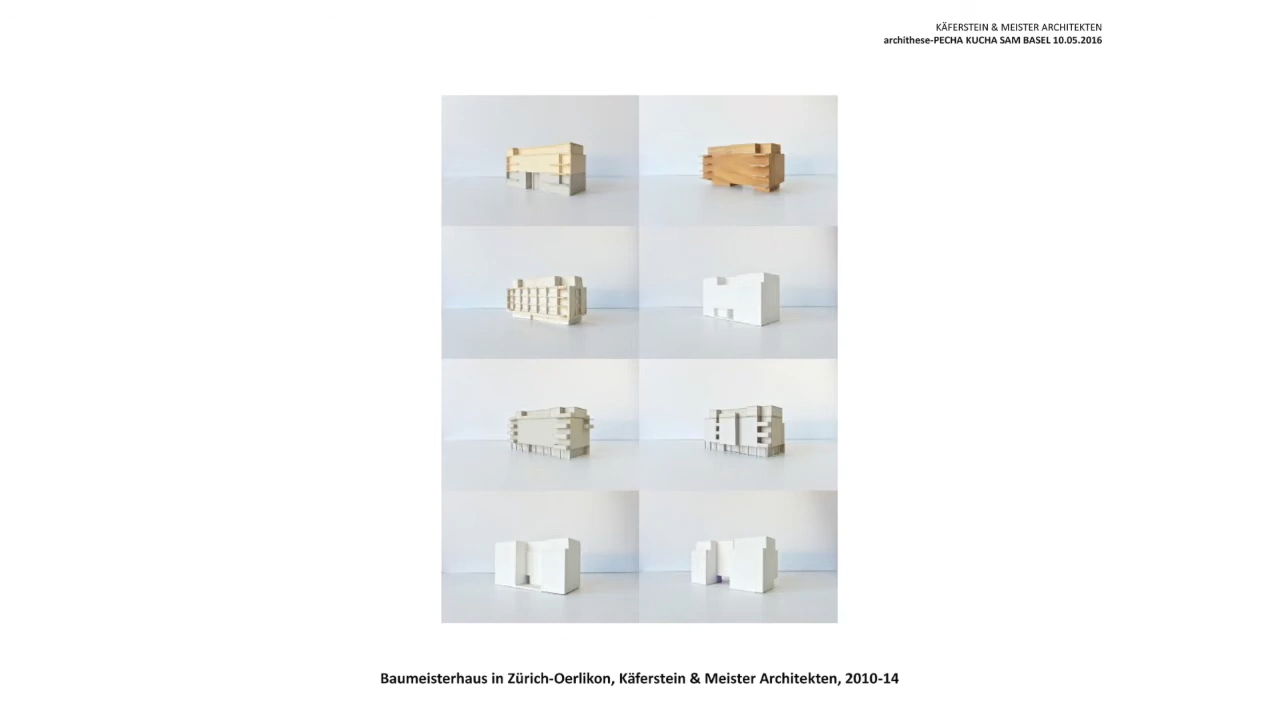 KÄFERSTEIN & MEISTER ARCHITEKTEN
archithese-PECHA KUCHA SAM BASEL 10.05.2016
Baumeisterhaus in Zürich-Oerlikon, Käferstein & Meister Architekten, 2010-14